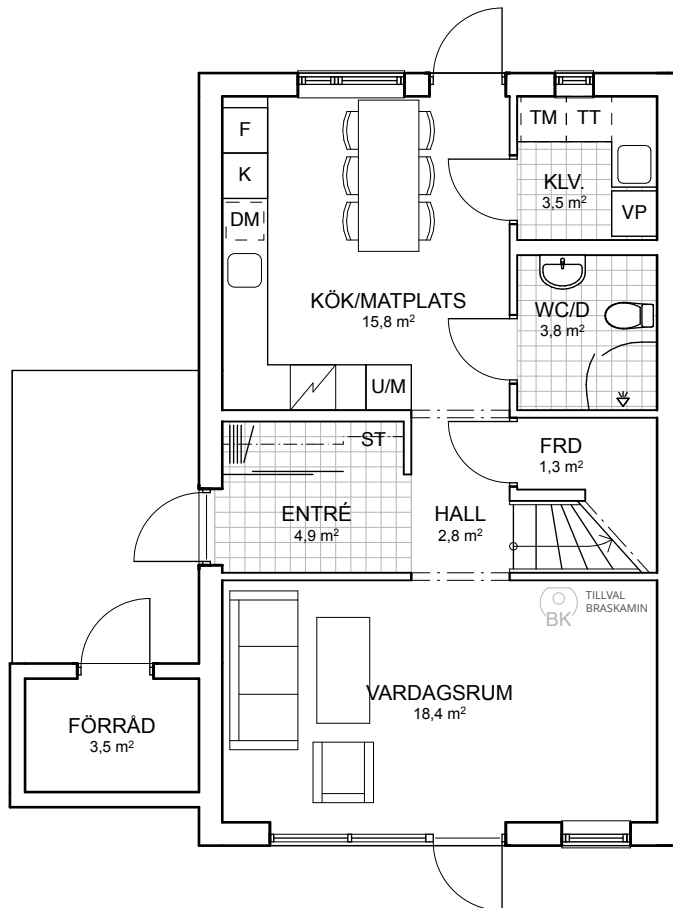 F
TM TT
K
KLV.
3,5 m²
DM
VP
KÖK/MATPLATS
15,8 m²
WC/D
3,8 m²
U/M
ST
FRD
1,3 m²
ENTRÉ
4,9 m²
HALL
2,8 m²
BK
TILLVAL
BRASKAMIN
VARDAGSRUM
18,4 m²
FÖRRÅD
3,5 m²